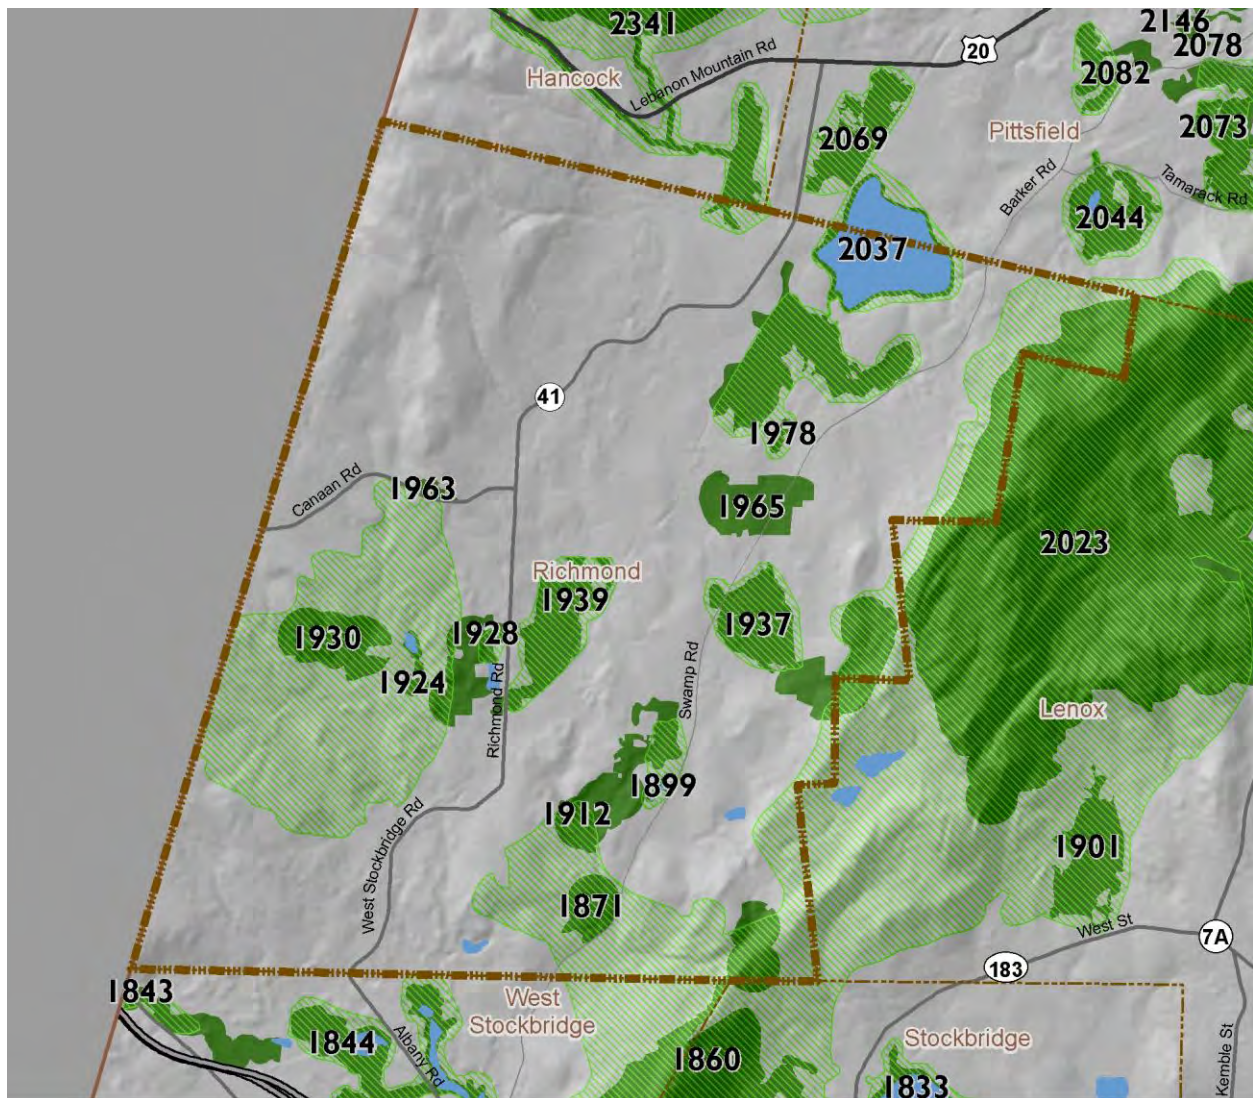 2341
2146
2078
20
Lebanon Mountain Rd
Hancock
2082
2069
Pittsfield
2073
Barker Rd
Tamarack Rd
2044
2037
41
1978
Canaan Rd
1963
1965
2023
Richmond
1939
1937
1930
1928
1924
Richmond Rd
Swamp Rd
Lenox
1899
1912
West Stockbridge Rd
1901
1871
West St
7A
183
1843
West
Stockbridge
1844
Albany Rd
Stockbridge
1860
1833
Kemble St